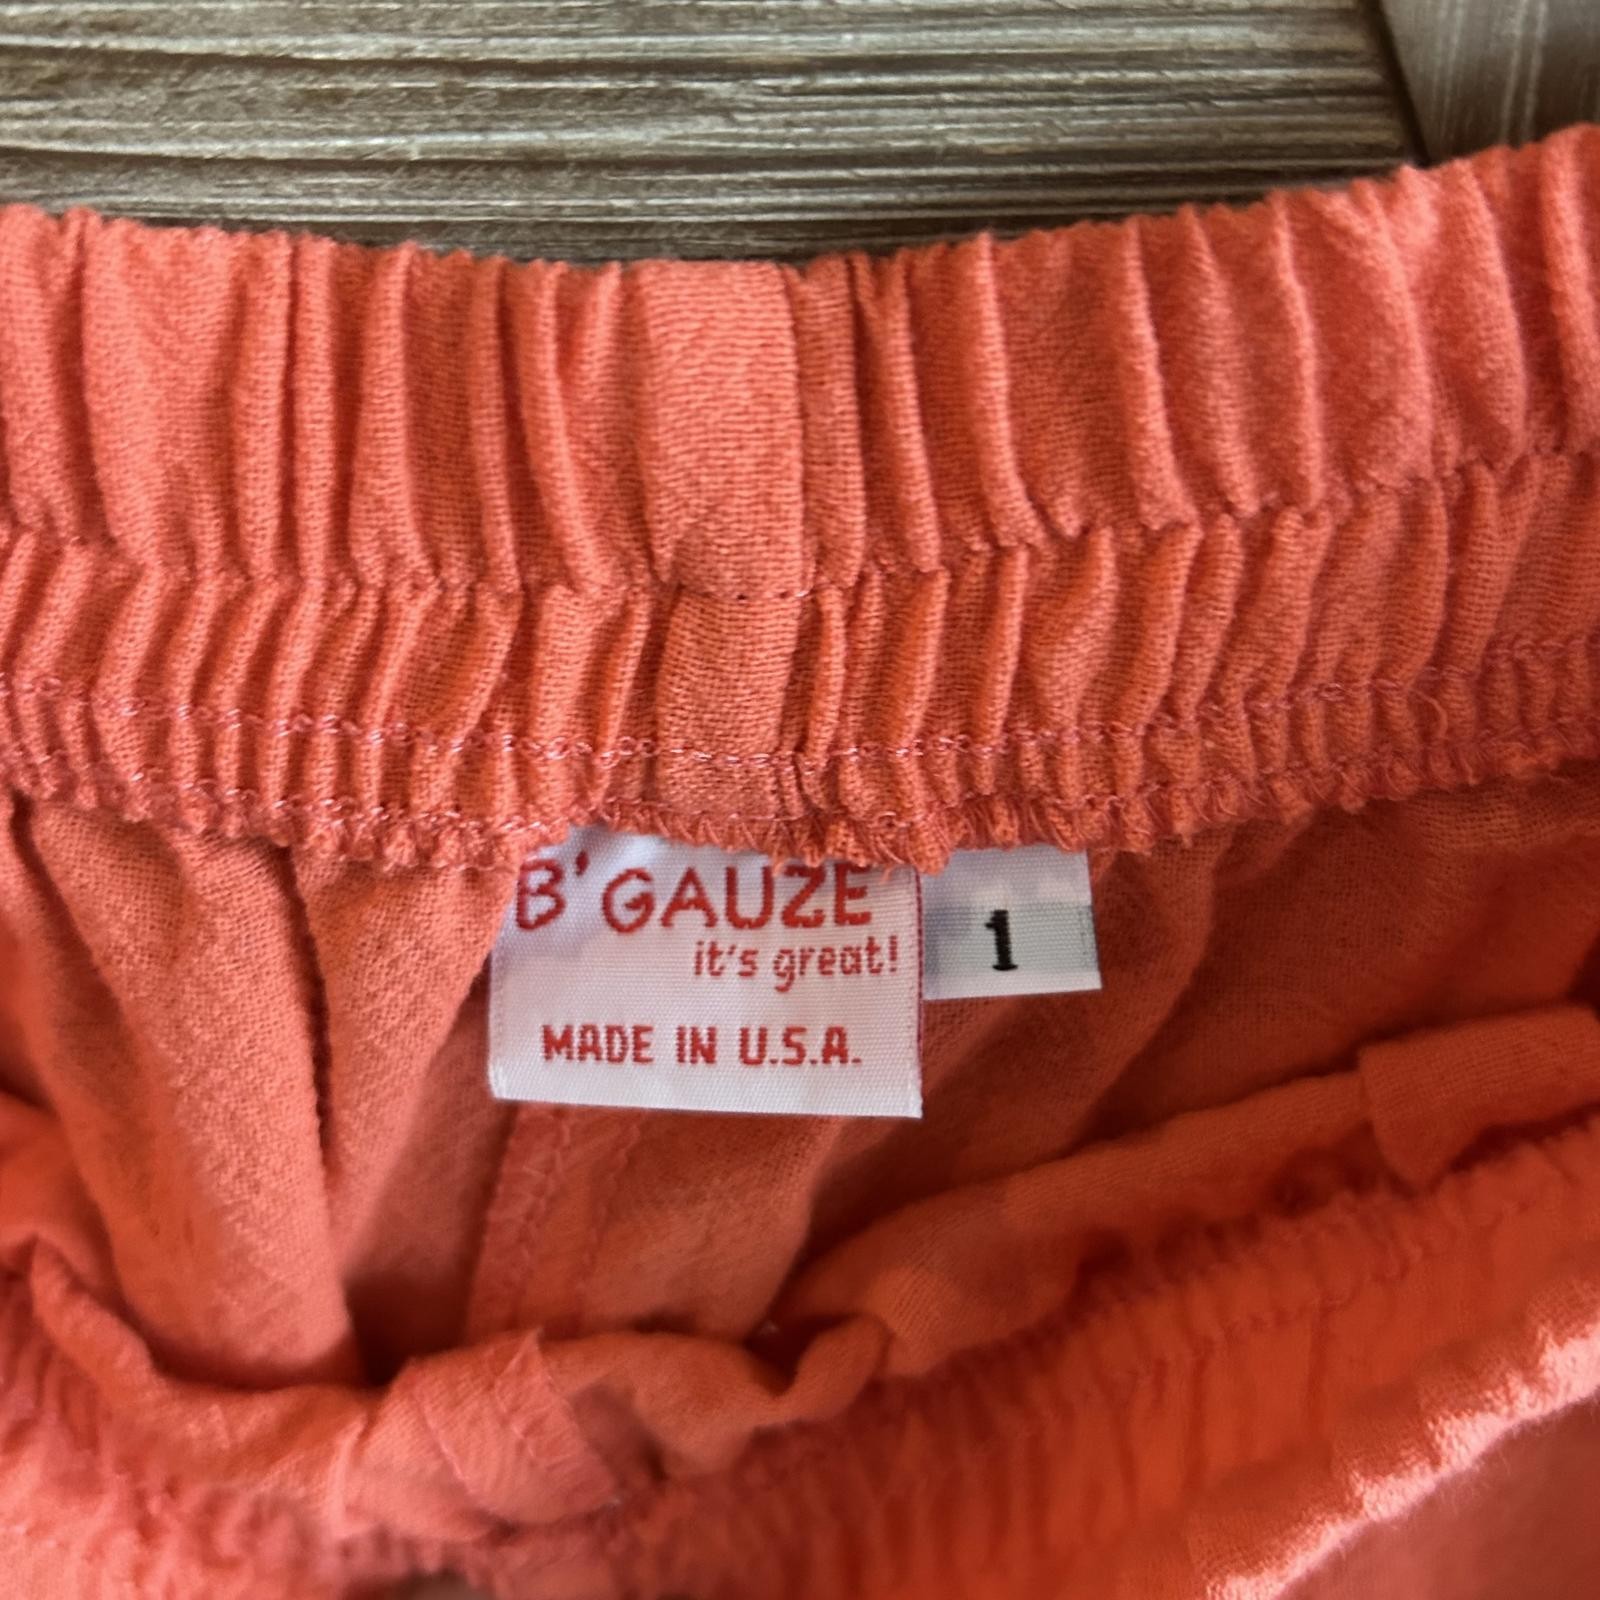 B'GAUZE
it's great!
MADE IN U.S.A.
1